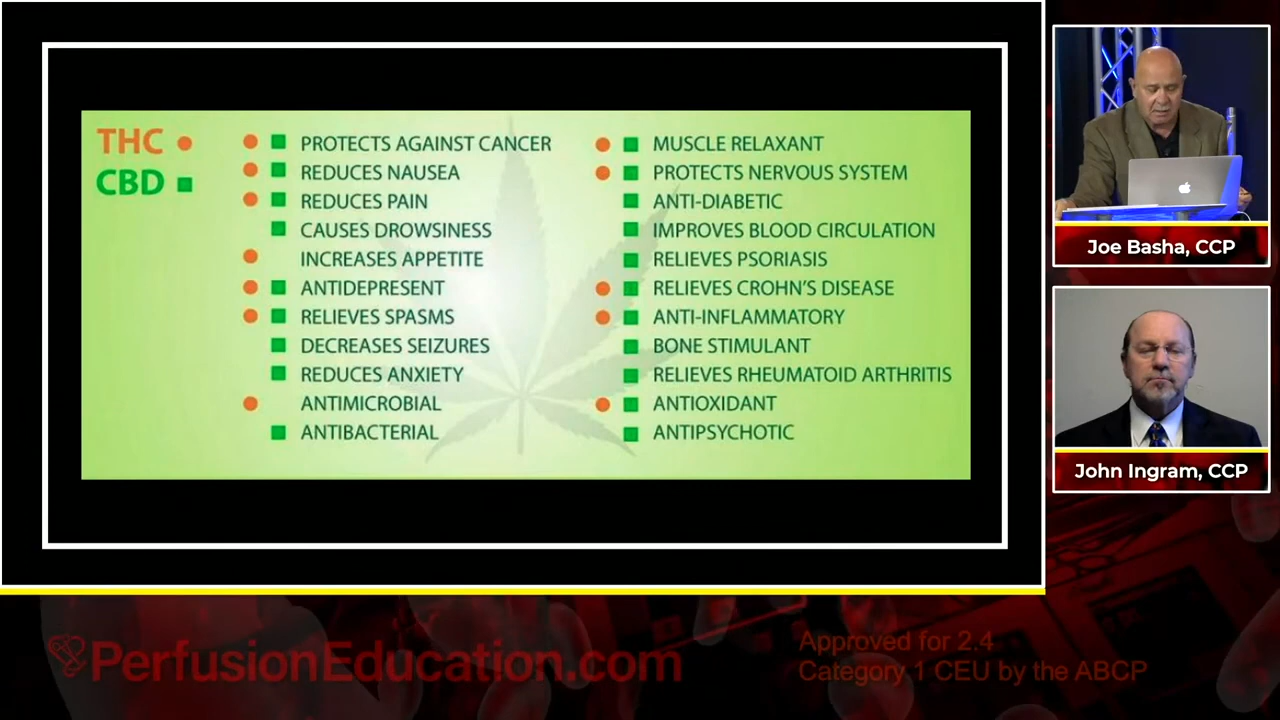 THC
CBD
PROTECTS AGAINST CANCER
REDUCES NAUSEA
REDUCES PAIN
CAUSES DROWSINESS
INCREASES APPETITE
ANTIDEPRESENT
RELIEVES SPASMS
DECREASES SEIZURES
REDUCES ANXIETY
ANTIMICROBIAL
ANTIBACTERIAL
MUSCLE RELAXANT
PROTECTS NERVOUS SYSTEM
ANTI-DIABETIC
IMPROVES BLOOD CIRCULATION
RELIEVES PSORIASIS
RELIEVES CROHN'S DISEASE
ANTI-INFLAMMATORY
BONE STIMULANT
RELIEVES RHEUMATOID ARTHRITIS
ANTIOXIDANT
ANTIPSYCHOTIC
Joe Basha, CCP
John Ingram, CCP
PerfusionEducation.com
Approved for 2.4
Category 1 CEU by the ABCP